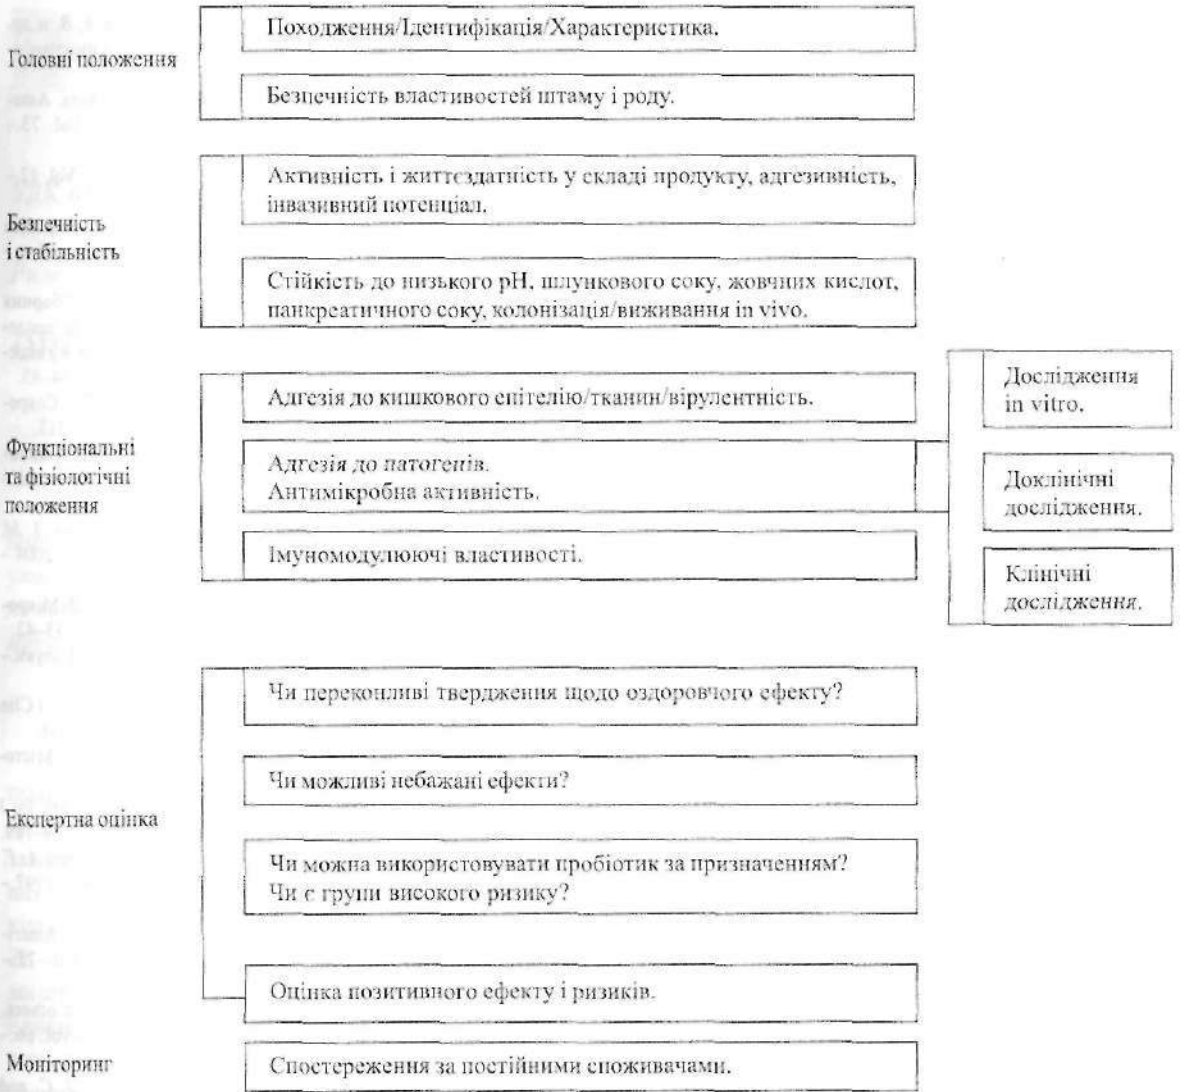 Головні положення
Походження/Ідентифікація/Характеристика.
Безпечність властивостей штаму і роду.
Безпечність
і стабільність
Активність і життєздатність у складі продукту, адгезивність,
інвазивний потенціал.
Стійкість до низького pH, шлункового соку, жовчних кислот,
панкреатичного соку, колонізація/виживання in vivo.
Функціональні
та фізіологічні
положення
Адгезія до кишкового епітелію/тканин/вірулентність.
Адгезія до патогенів.
Антимікробна активність.
Імуномодулюючі властивості.
Дослідження
in vitro.
Доклінічні
дослідження.
Клінічні
дослідження.
Експертна оцінка
Чи переконливі твердження щодо оздоровчого ефекту?
Чи можливі небажані ефекти?
Чи можна використовувати пробіотик за призначенням?
Чи є групи високого ризику?
Оцінка позитивного ефекту і ризиків.
Моніторинг
Спостереження за постійними споживачами.